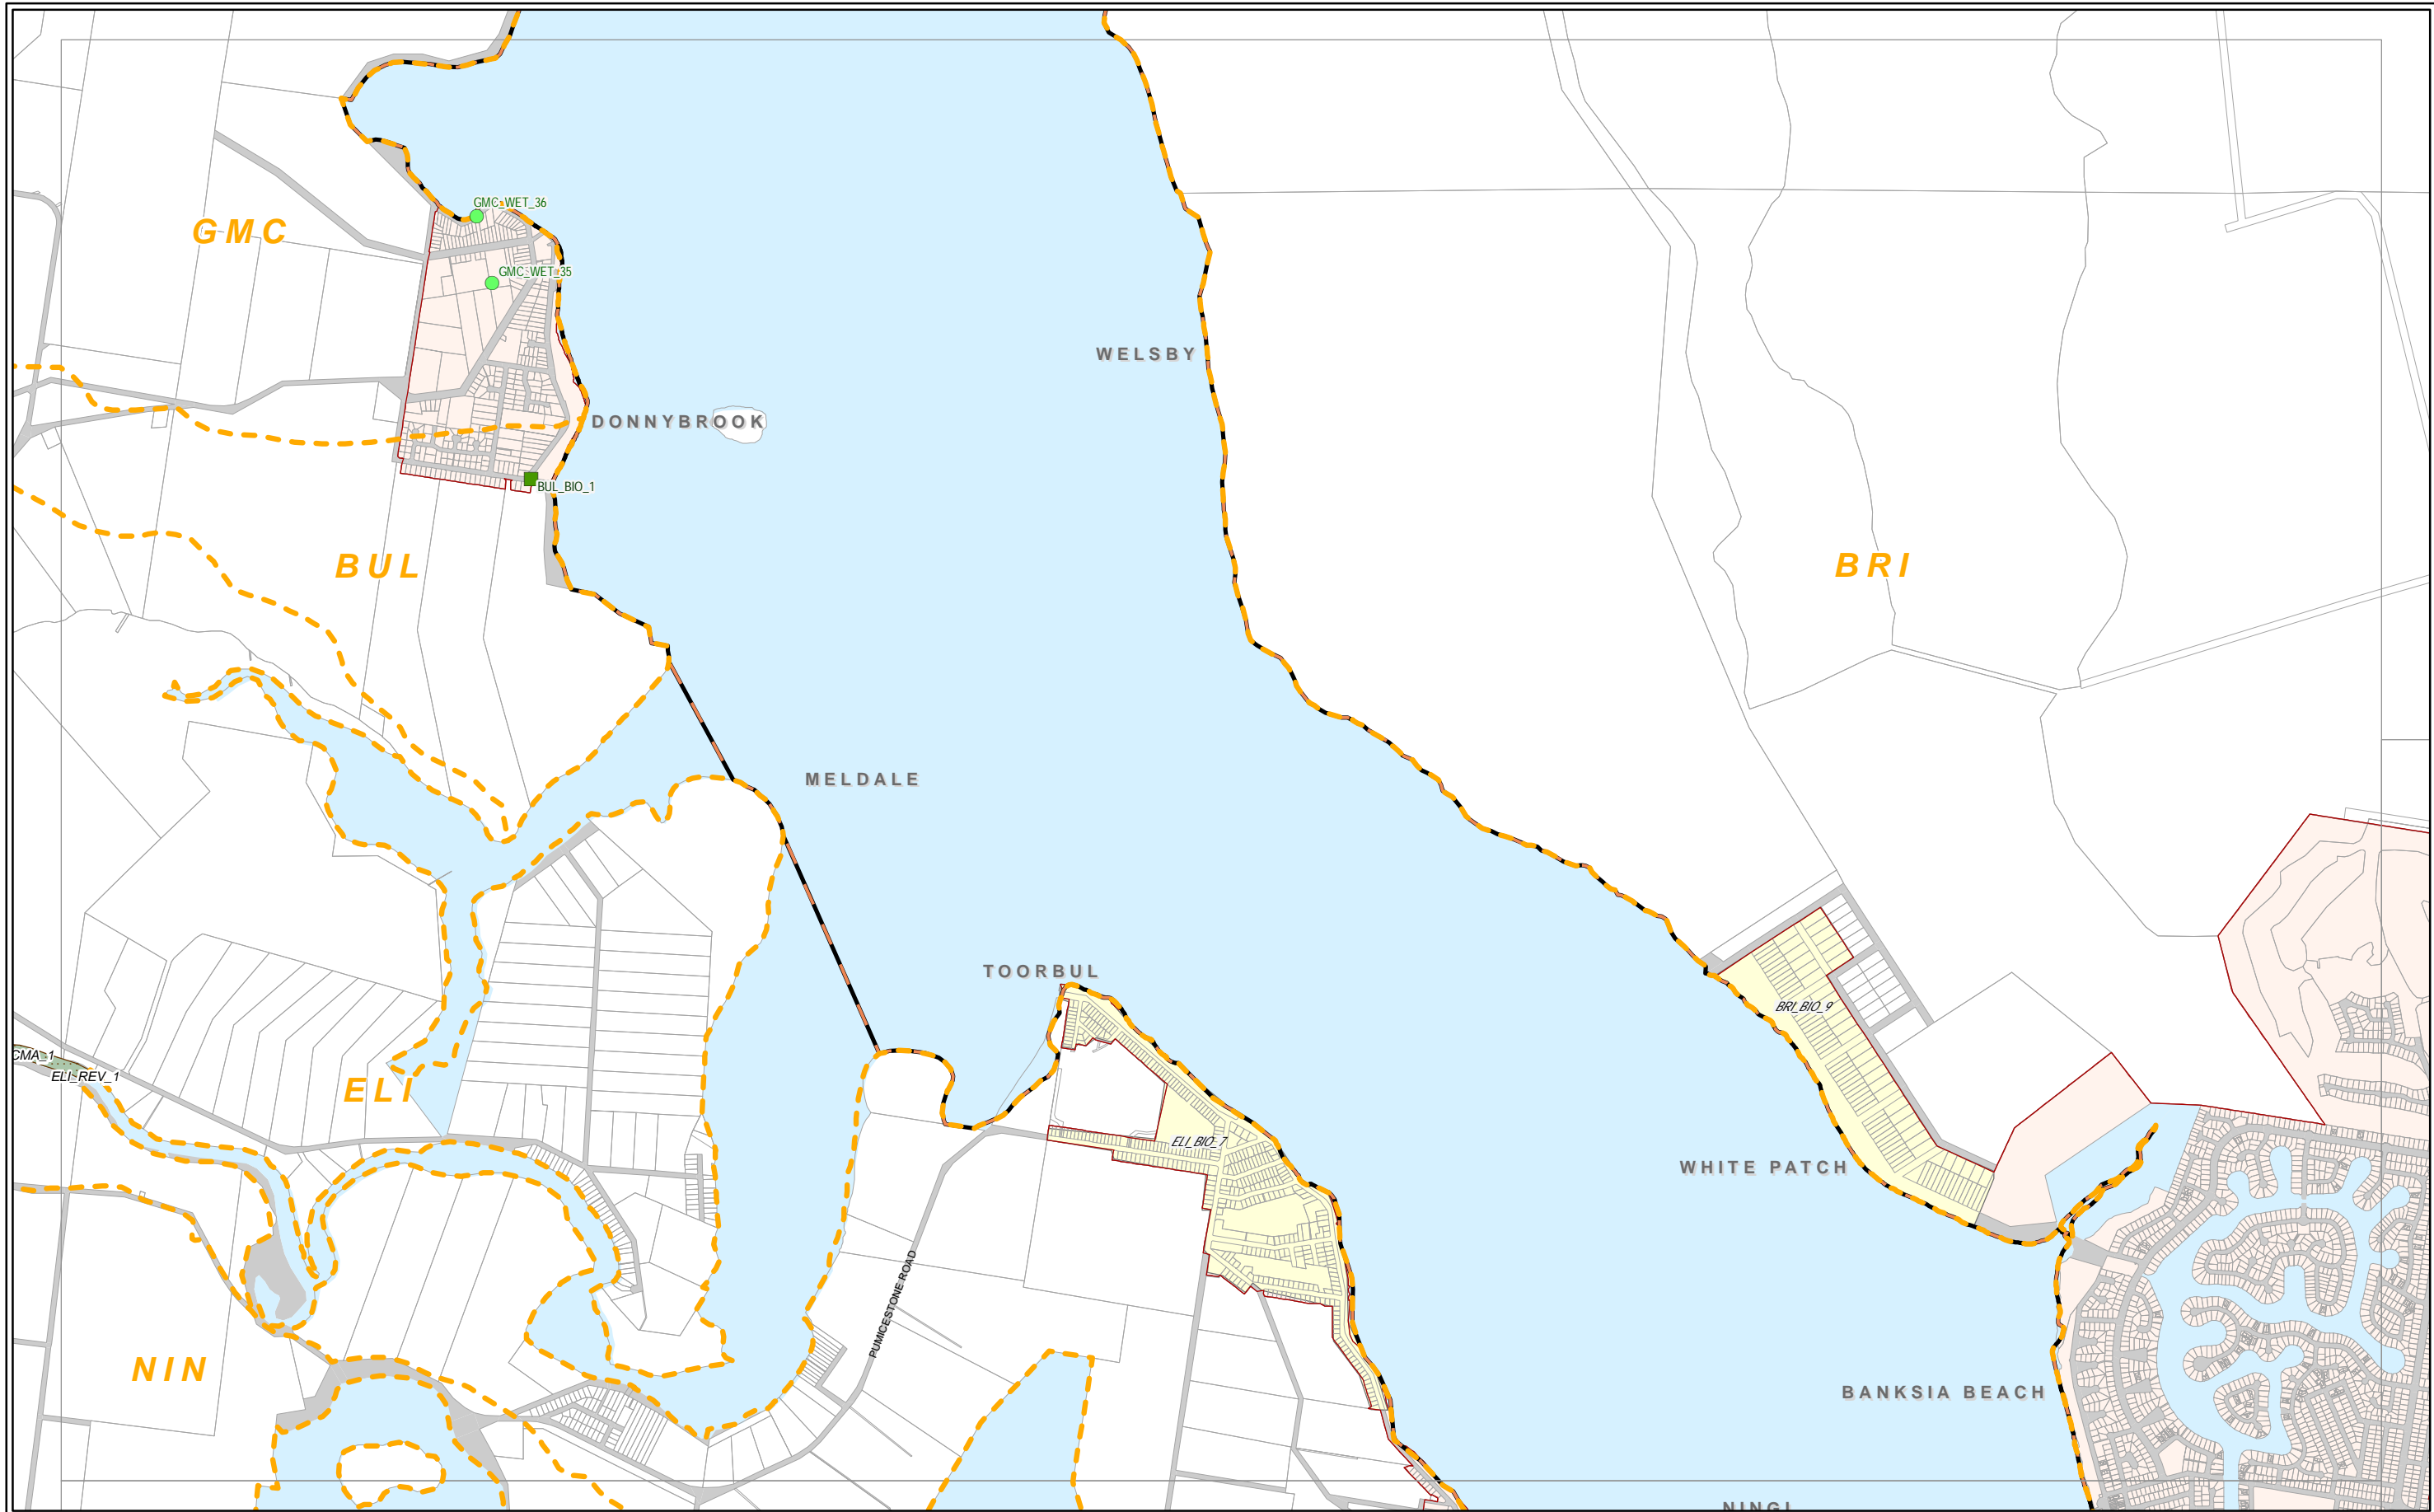 GMC_WET_36
GMC
GMC_WET_35
WELSBY
DONNYBROOK
BUL_BIO_1
BUL
BRI
MELDALE
TOORBUL
BRI_BIO_9
CMA_1
ELI_REV_1
ELI
ELI_BIO_7
WHITE PATCH
PUMICESTONE ROAD
NIN
BANKSIA BEACH
NINGI